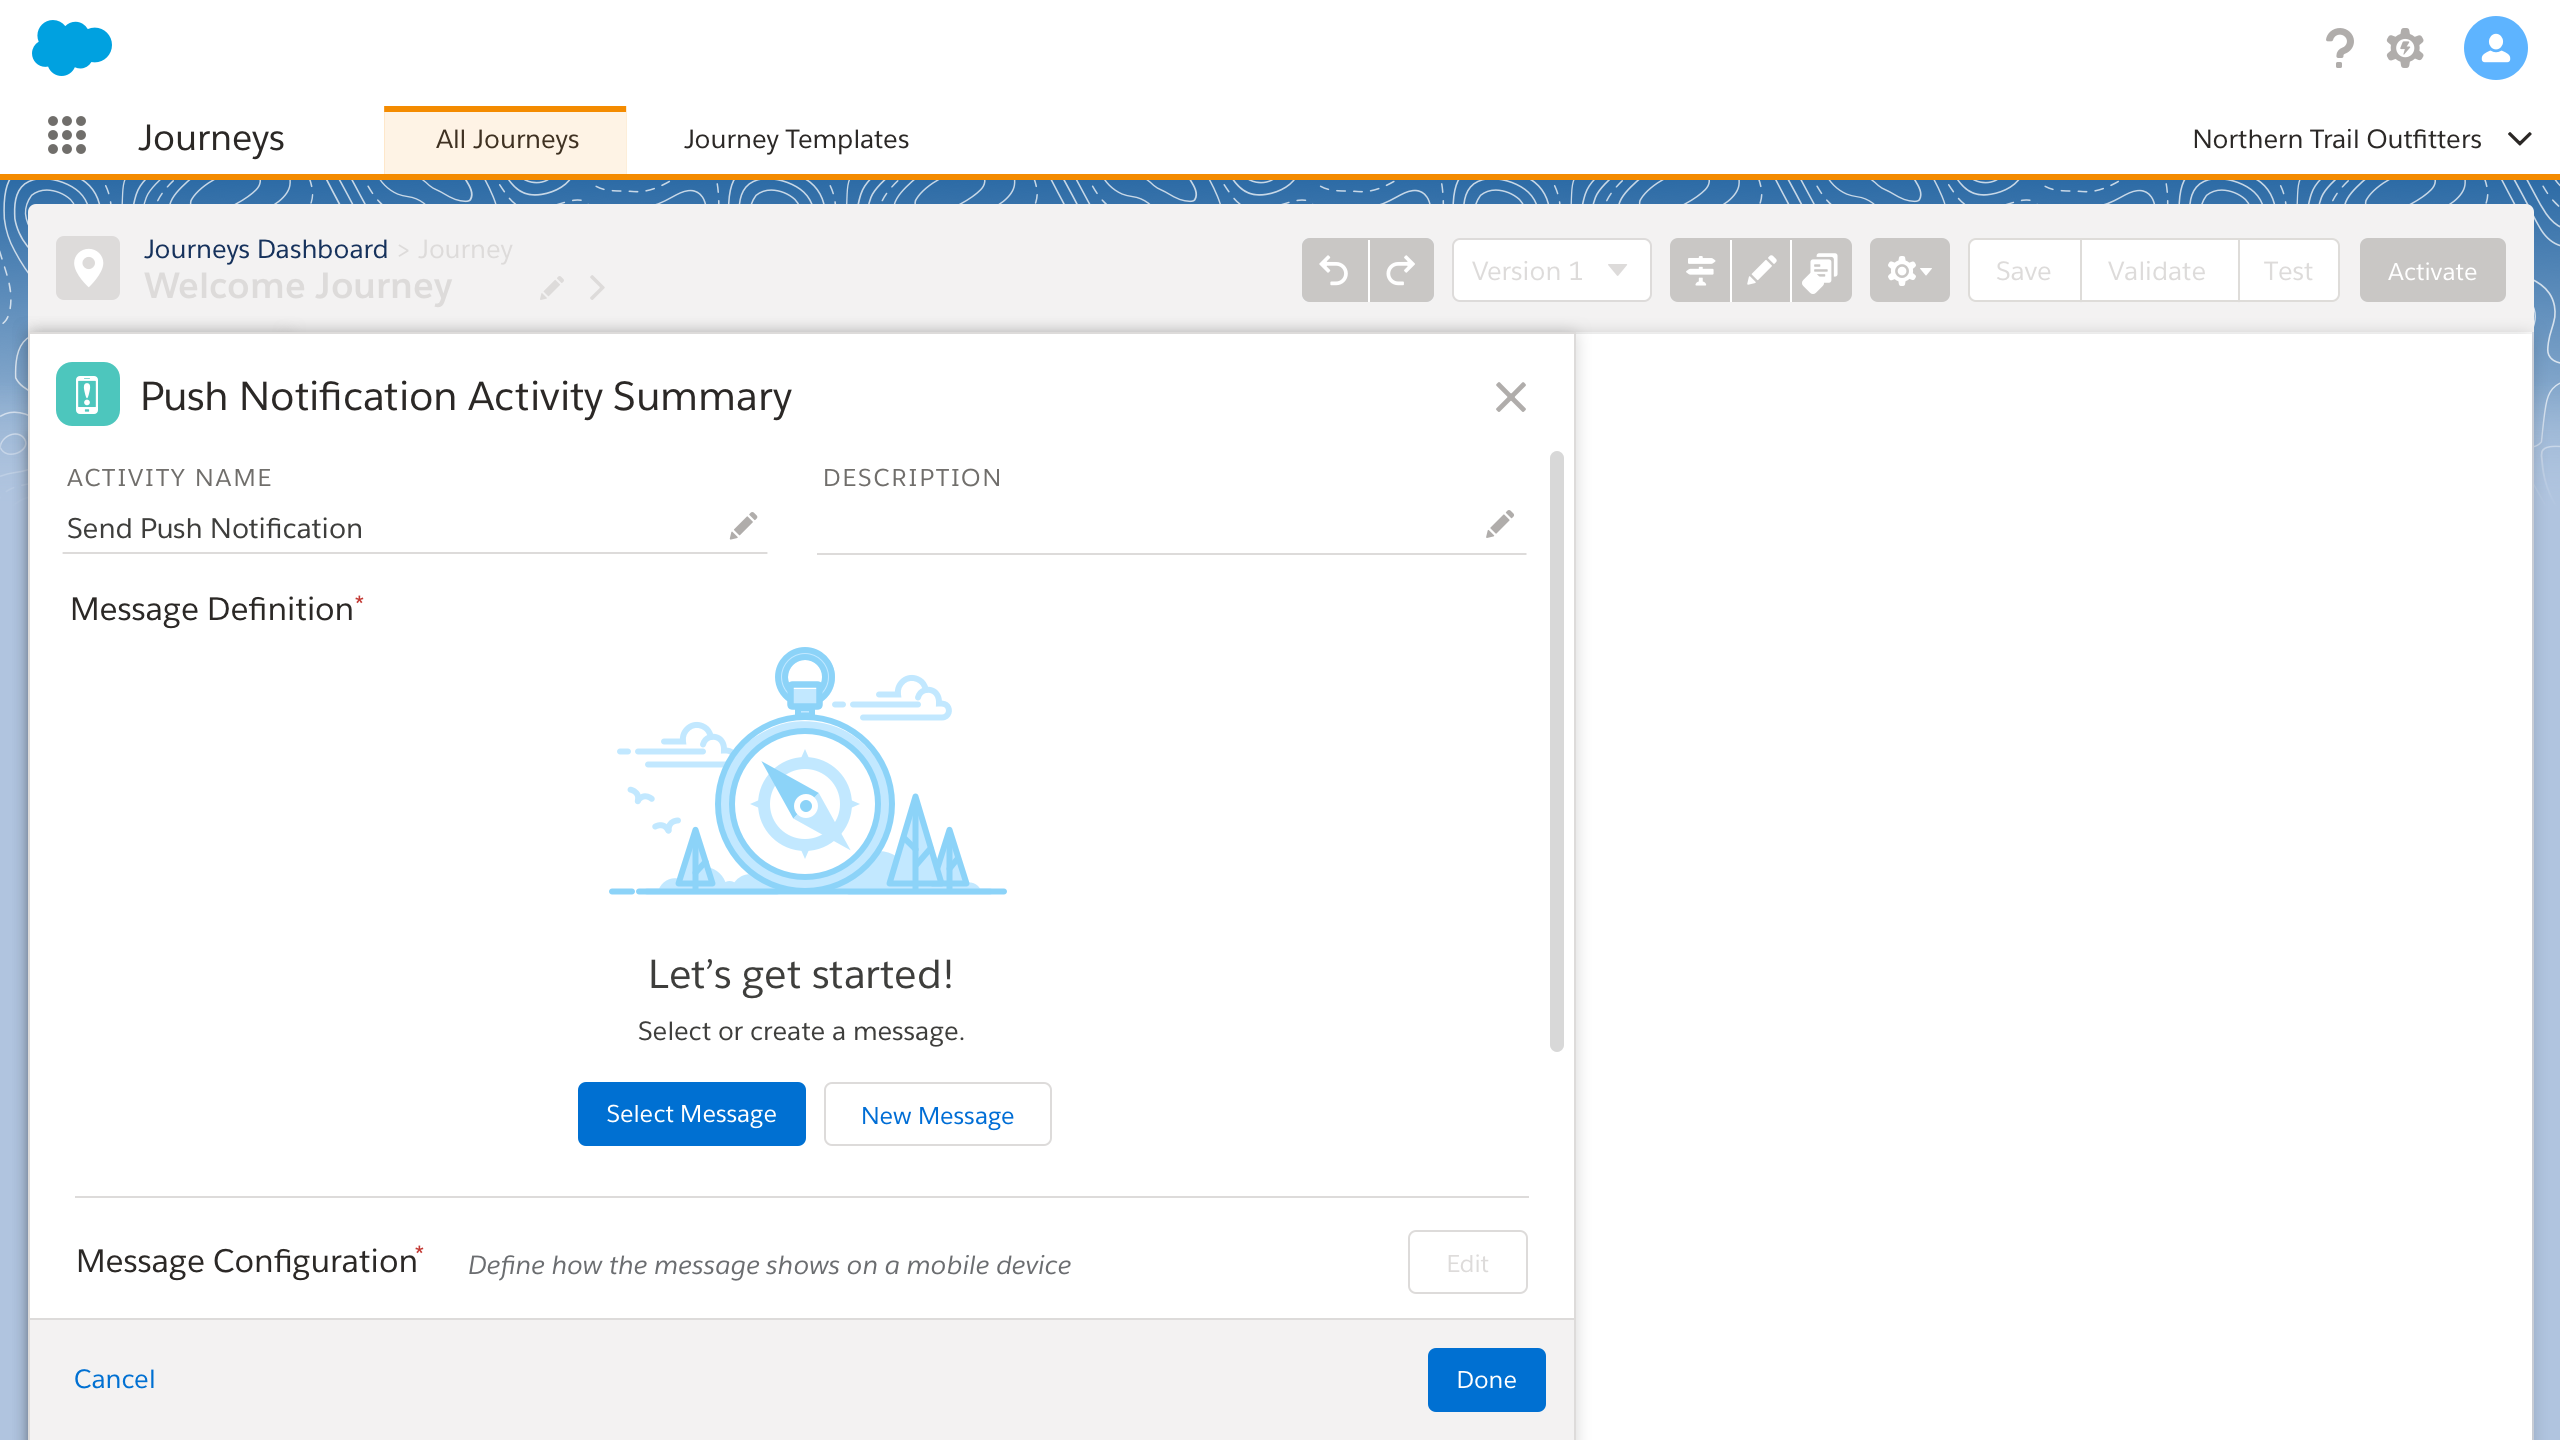 Journeys
All Journeys
Journey Templates
Northern Trail Outfitters
Journeys Dashboard > Journey
Welcome Journey
Version 1
Save
Validate
Test
Activate
Push Notification Activity Summary
ACTIVITY NAME
DESCRIPTION
Send Push Notification
Message Definition*
Let’s get started!
Select or create a message.
Select Message
New Message
Message Configuration*
Define how the message shows on a mobile device
Edit
Cancel
Done